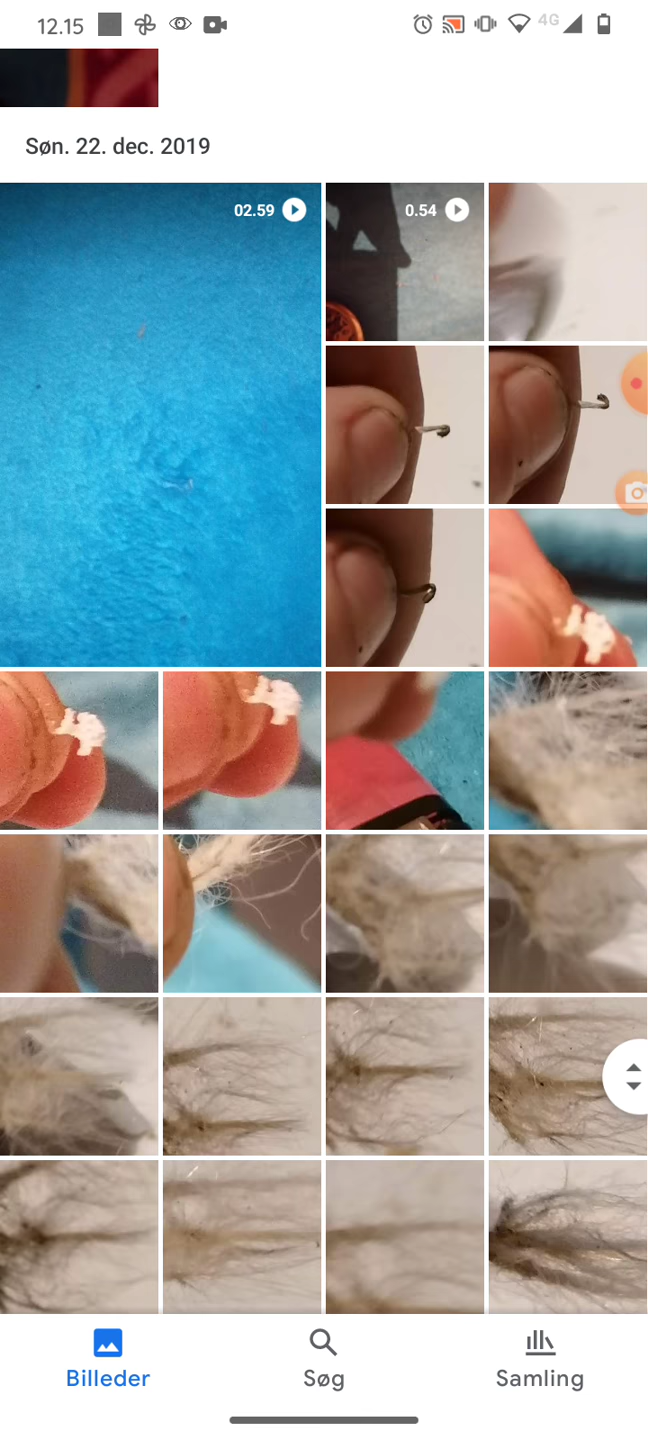 12.15
4G
Søn. 22. dec. 2019
02.59
0.54
Billeder
Søg
Samling